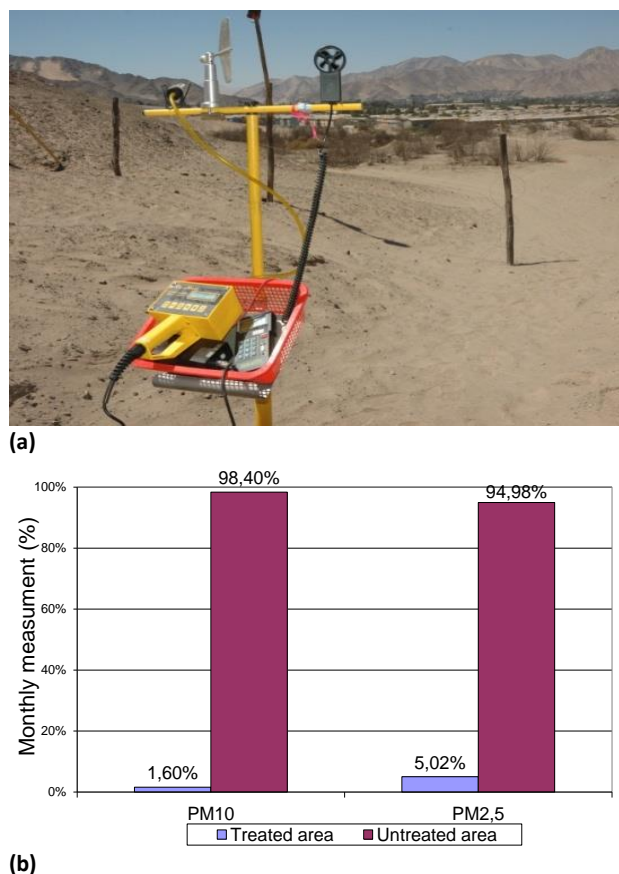 (a)
98,40%
94,98%
100%
80%
60%
40%
20%
0%
Monthly measument (%)
1,60%
5,02%
PM10
PM2,5
Treated area
Untreated area
(b)